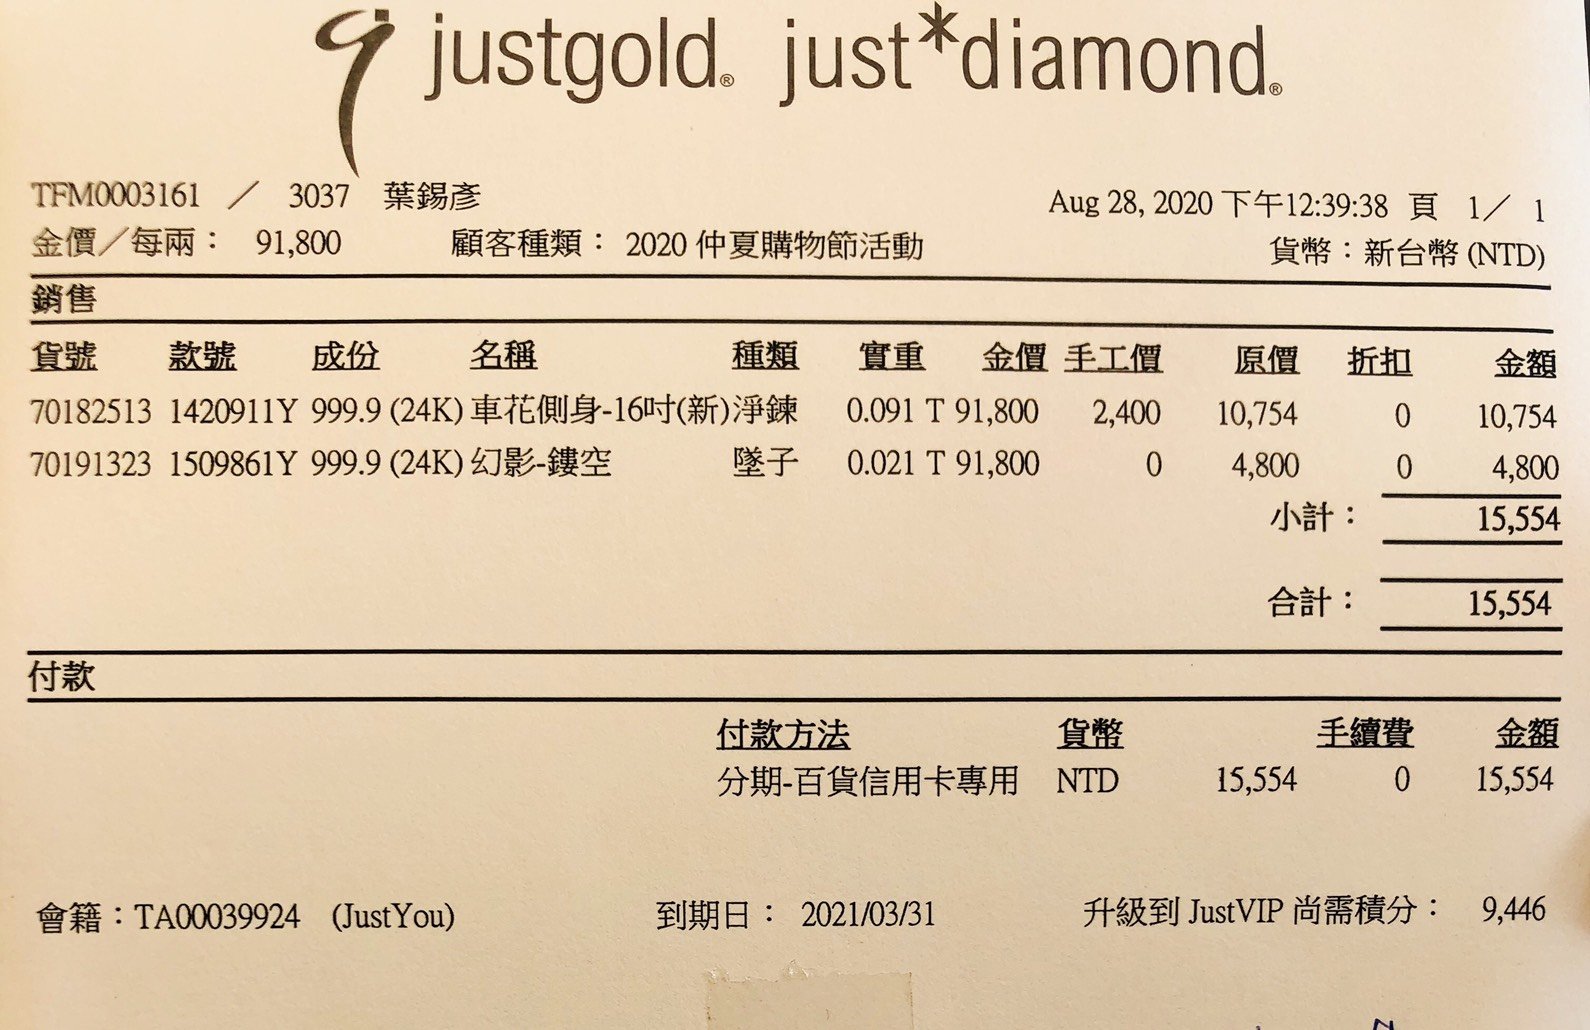 justgold® just*diamond®
TFM0003161 ／ 3037 葉錫彥 Aug 28, 2020 下午12:39:38 頁 1／ 1
金價／每兩： 91,800 顧客種類： 2020 仲夏購物節活動 貨幣：新台幣 (NTD)
銷售
貨號 款號 成份 名稱 種類 實重 金價 手工價 原價 折扣 金額
70182513 1420911Y 999.9 (24K) 車花側身-16吋(新) 淨鍊 0.091 T 91,800 2,400 10,754 0 10,754
70191323 1509861Y 999.9 (24K) 幻影-鏤空 墜子 0.021 T 91,800 0 4,800 0 4,800
小計： 15,554
合計： 15,554
付款
付款方法 貨幣 手續費 金額
分期-百貨信用卡專用 NTD 15,554 0 15,554
會籍：TA00039924 (JustYou) 到期日： 2021/03/31 升級到 JustVIP 尚需積分： 9,446